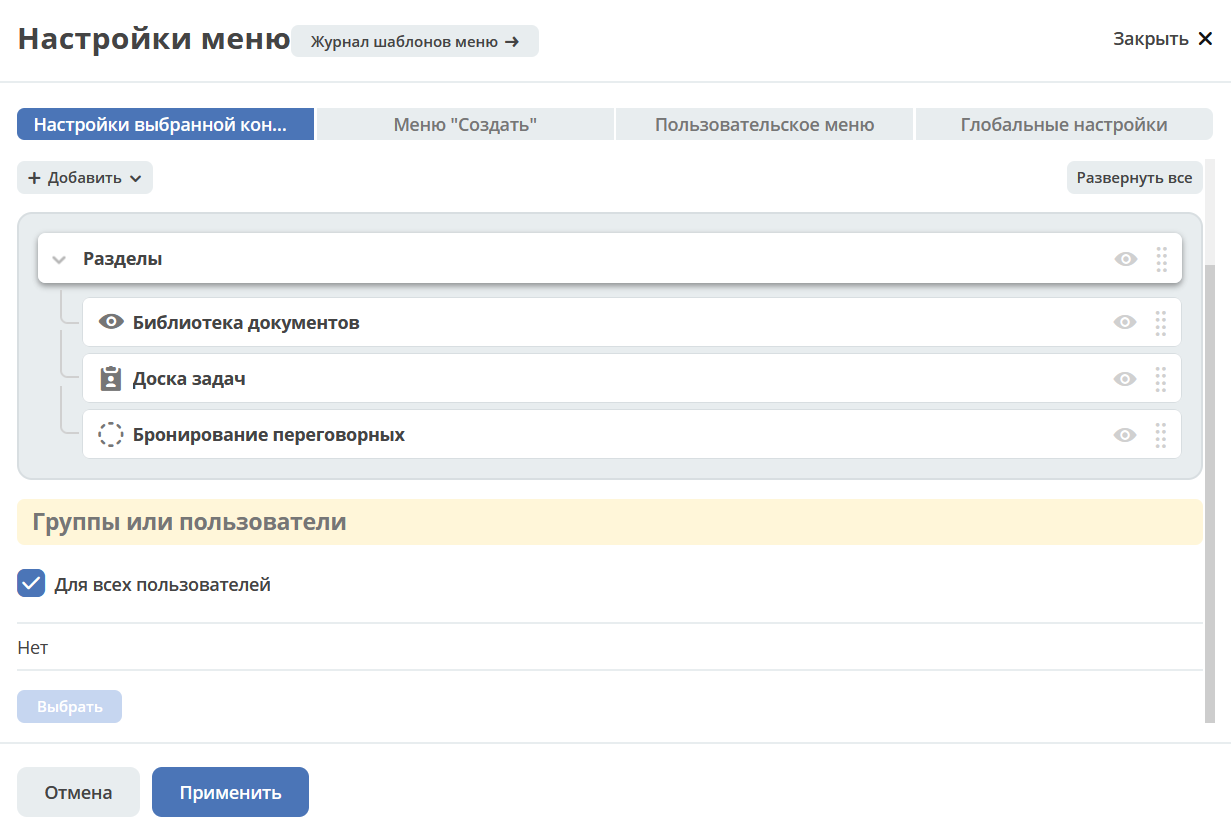 Настройки меню
Журнал шаблонов меню →
Закрыть ✕
Настройки выбранной кон...
Меню "Создать"
Пользовательское меню
Глобальные настройки
+ Добавить
Развернуть все
Разделы
Библиотека документов
Доска задач
Бронирование переговорных
Группы или пользователи
Для всех пользователей
Нет
Выбрать
Отмена
Применить